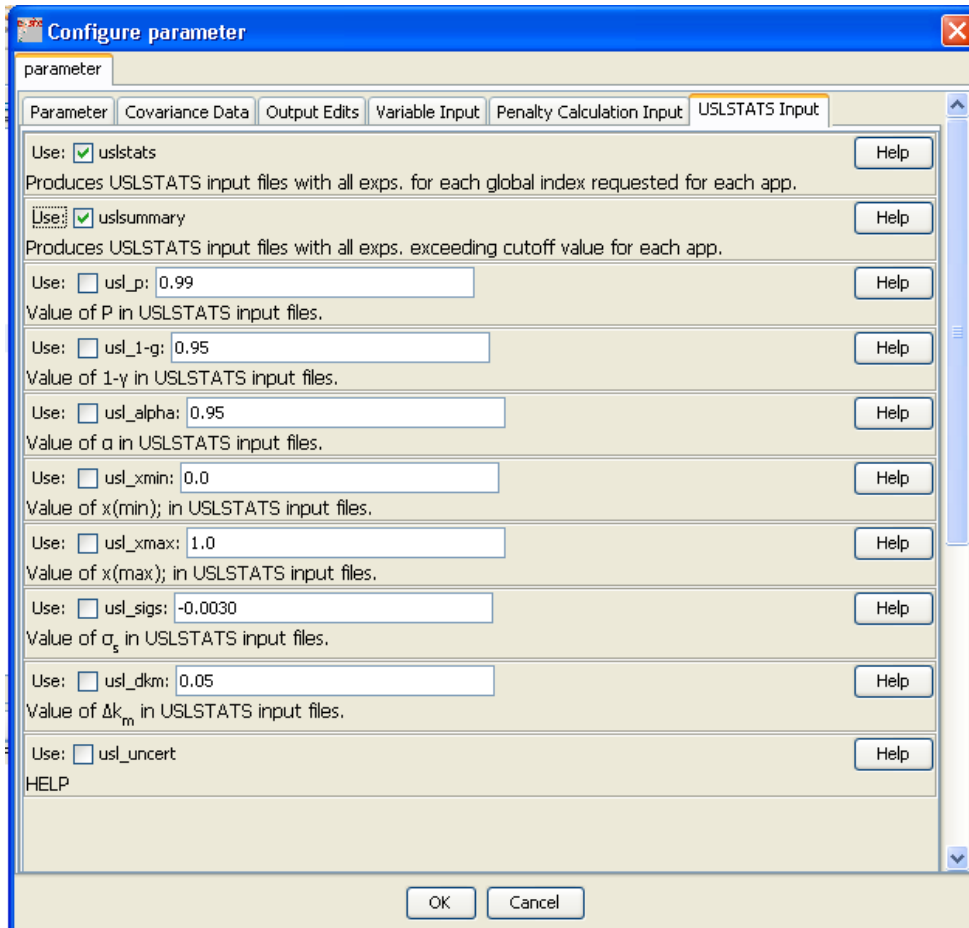 Configure parameter
parameter
Parameter Covariance Data Output Edits Variable Input Penalty Calculation Input USLSTATS Input
Use: uslstats Help
Produces USLSTATS input files with all exps. for each global index requested for each app.
Use: uslsummary Help
Produces USLSTATS input files with all exps. exceeding cutoff value for each app.
Use: usl_p: 0.99 Help
Value of P in USLSTATS input files.
Use: usl_1-g: 0.95 Help
Value of 1-γ in USLSTATS input files.
Use: usl_alpha: 0.95 Help
Value of α in USLSTATS input files.
Use: usl_xmin: 0.0 Help
Value of x(min); in USLSTATS input files.
Use: usl_xmax: 1.0 Help
Value of x(max); in USLSTATS input files.
Use: usl_sigs: -0.0030 Help
Value of σs in USLSTATS input files.
Use: usl_dkm: 0.05 Help
Value of Δkm in USLSTATS input files.
Use: usl_uncert Help
HELP
OK Cancel